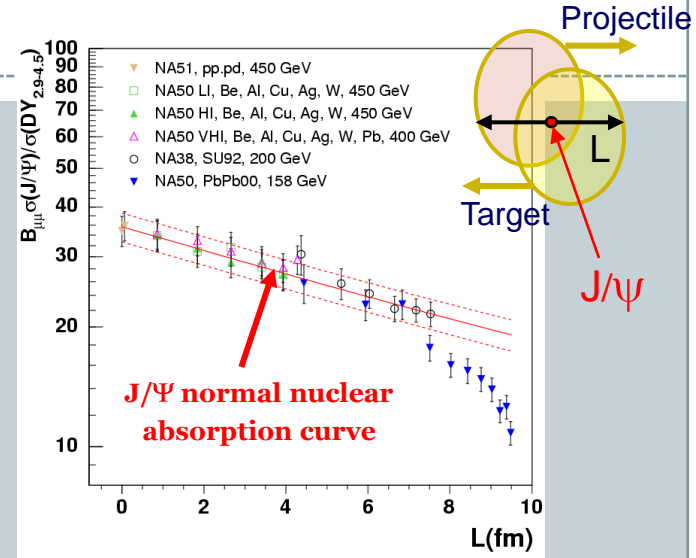 Projectile
Target
L
J/ψ
B_μμ σ(J/Ψ)/σ(DY_2.9-4.5)
100
90
80
70
60
50
40
30
20
10
NA51, pp.pd, 450 GeV
NA50 LI, Be, Al, Cu, Ag, W, 450 GeV
NA50 HI, Be, Al, Cu, Ag, W, 450 GeV
NA50 VHI, Be, Al, Cu, Ag, W, Pb, 400 GeV
NA38, SU92, 200 GeV
NA50, PbPb00, 158 GeV
J/Ψ normal nuclear
absorption curve
0 2 4 6 8 10
L(fm)